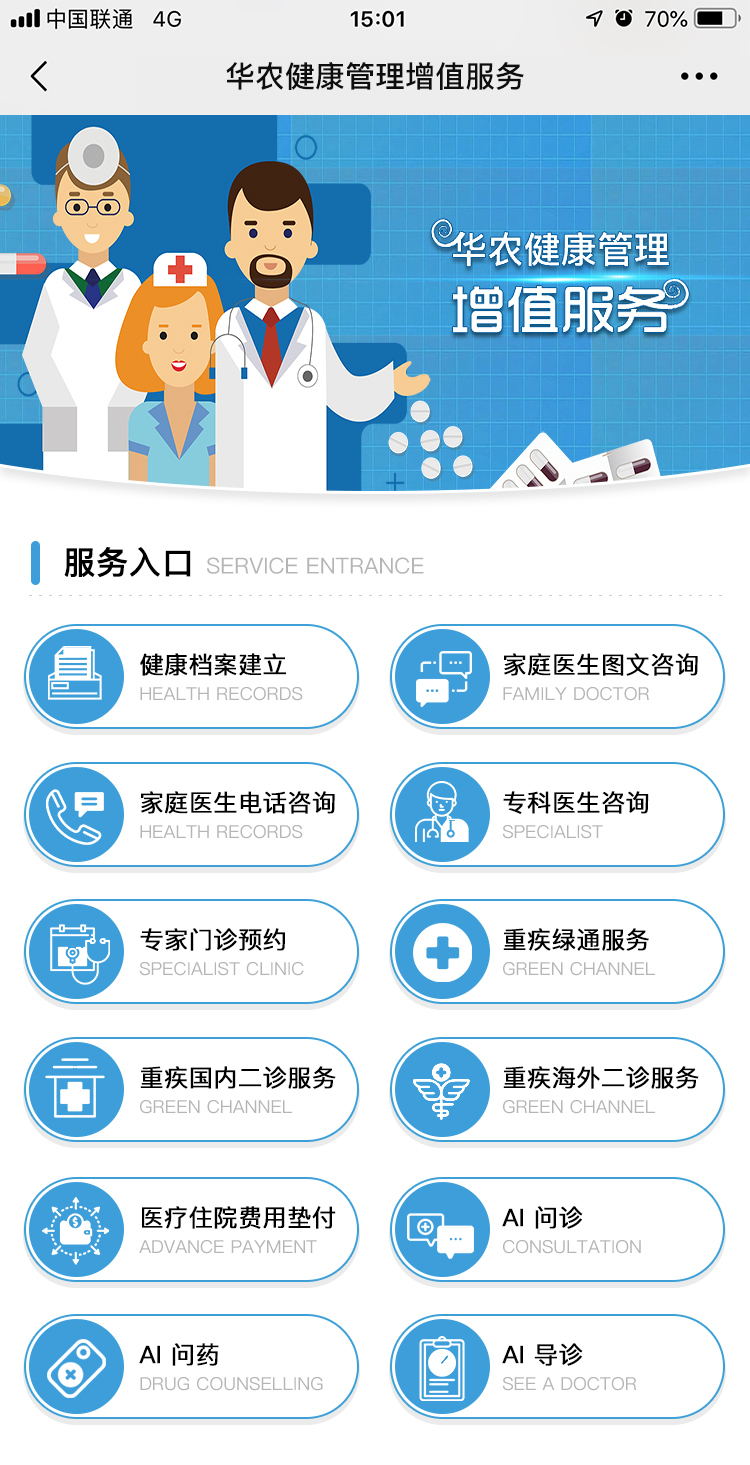 中国联通 4G 15:01 70%
华农健康管理增值服务
华农健康管理
增值服务
服务入口 SERVICE ENTRANCE
健康档案建立
HEALTH RECORDS
家庭医生图文咨询
FAMILY DOCTOR
家庭医生电话咨询
HEALTH RECORDS
专科医生咨询
SPECIALIST
专家门诊预约
SPECIALIST CLINIC
重疾绿通服务
GREEN CHANNEL
重疾国内二诊服务
GREEN CHANNEL
重疾海外二诊服务
GREEN CHANNEL
医疗住院费用垫付
ADVANCE PAYMENT
AI 问诊
CONSULTATION
AI 问药
DRUG COUNSELLING
AI 导诊
SEE A DOCTOR